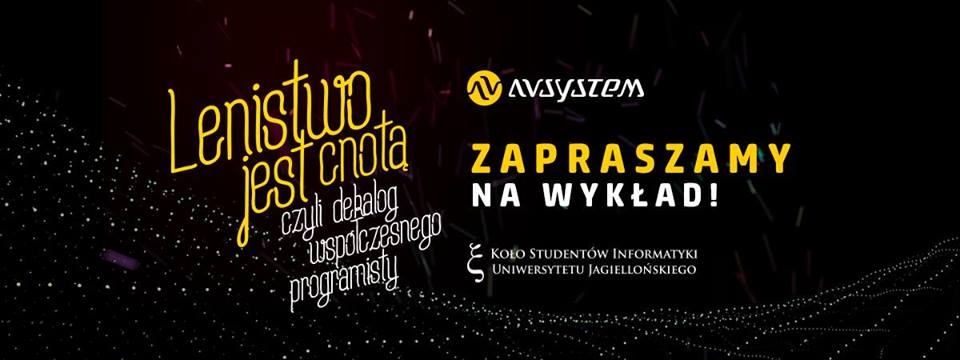 Lenistwo
jest cnotą
czyli dekalog
współczesnego
programisty
AVSYSTEM
ZAPRASZAMY
NA WYKŁAD!
ξ Koło Studentów Informatyki
Uniwersytetu Jagiellońskiego